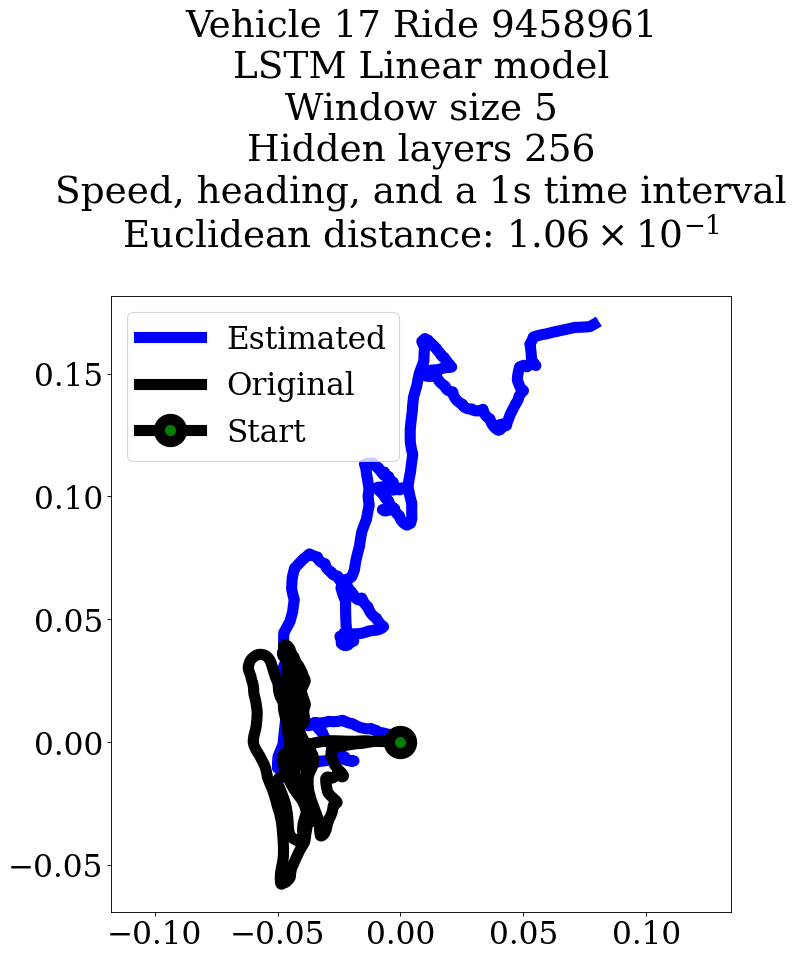 Vehicle 17 Ride 9458961
LSTM Linear model
Window size 5
Hidden layers 256
Speed, heading, and a 1s time interval
Euclidean distance: 1.06 × 10⁻¹
Estimated
Original
Start
0.15
0.10
0.05
0.00
−0.05
−0.10 −0.05 0.00 0.05 0.10